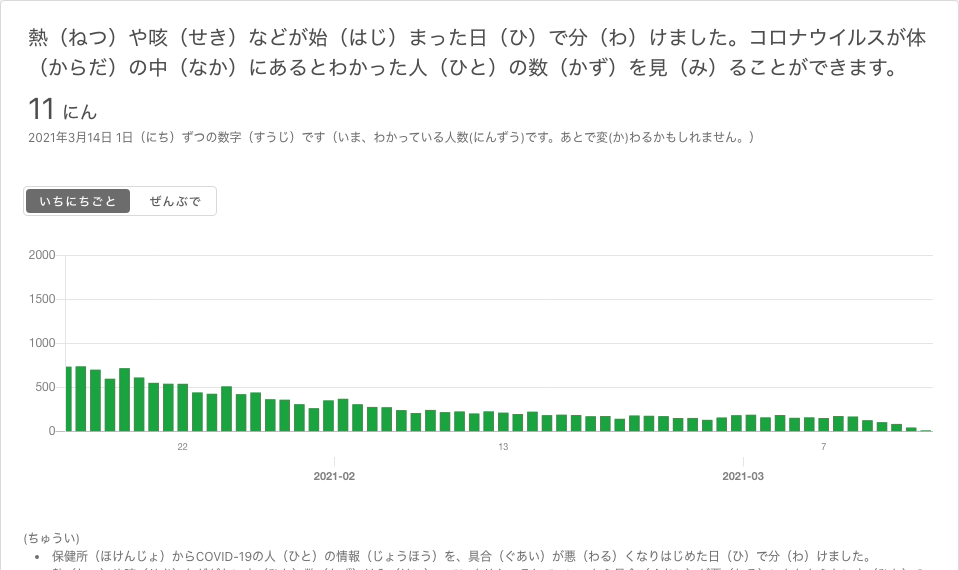 熱（ねつ）や咳（せき）などが始（はじ）まった日（ひ）で分（わ）けました。コロナウイルスが体
（からだ）の中（なか）にあるとわかった人（ひと）の数（かず）を見（み）ることができます。
11 にん
2021年3月14日 1日（にち）ずつの数字（すうじ）です（いま、わかっている人数(にんずう)です。あとで変(か)わるかもしれません。）
いちにちごと ぜんぶで
2000
1500
1000
500
0
22 13 7
2021-02 2021-03
(ちゅうい)
• 保健所（ほけんじょ）からCOVID-19の人（ひと）の情報（じょうほう）を、具合（ぐあい）が悪（わる）くなりはじめた日（ひ）で分（わ）けました。